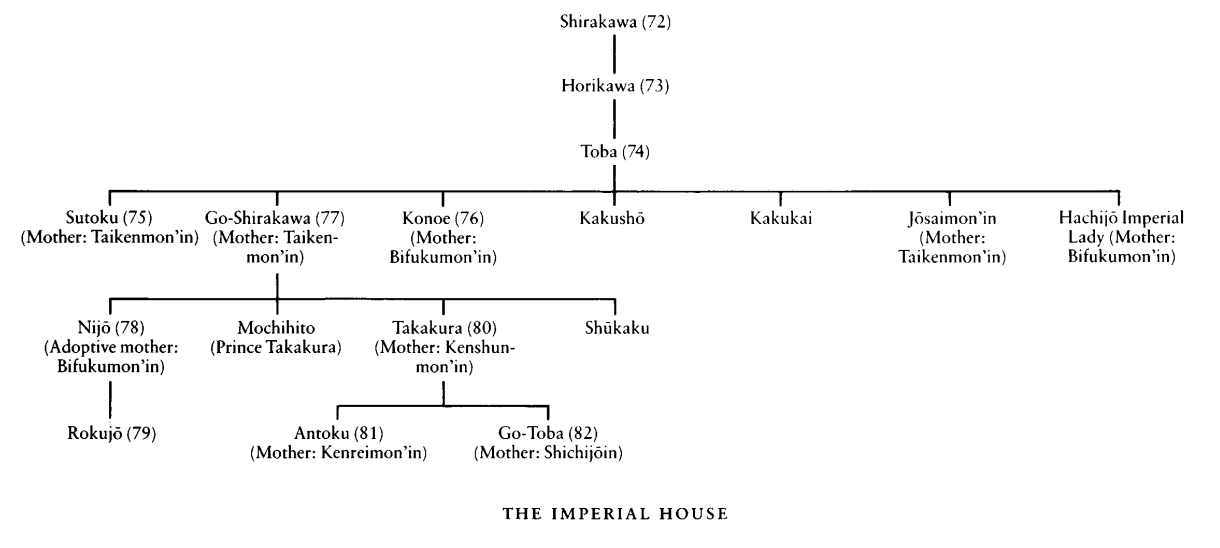 Shirakawa (72)
Horikawa (73)
Toba (74)
Sutoku (75)
(Mother: Taikenmon'in)
Go-Shirakawa (77)
(Mother: Taiken-
mon'in)
Konoe (76)
(Mother:
Bifukumon'in)
Kakushō
Kakukai
Jōsaimon'in
(Mother:
Taikenmon'in)
Hachijō Imperial
Lady (Mother:
Bifukumon'in)
Nijō (78)
(Adoptive mother:
Bifukumon'in)
Mochihito
(Prince Takakura)
Takakura (80)
(Mother: Kenshun-
mon'in)
Shūkaku
Rokujō (79)
Antoku (81)
(Mother: Kenreimon'in)
Go-Toba (82)
(Mother: Shichijōin)
THE IMPERIAL HOUSE